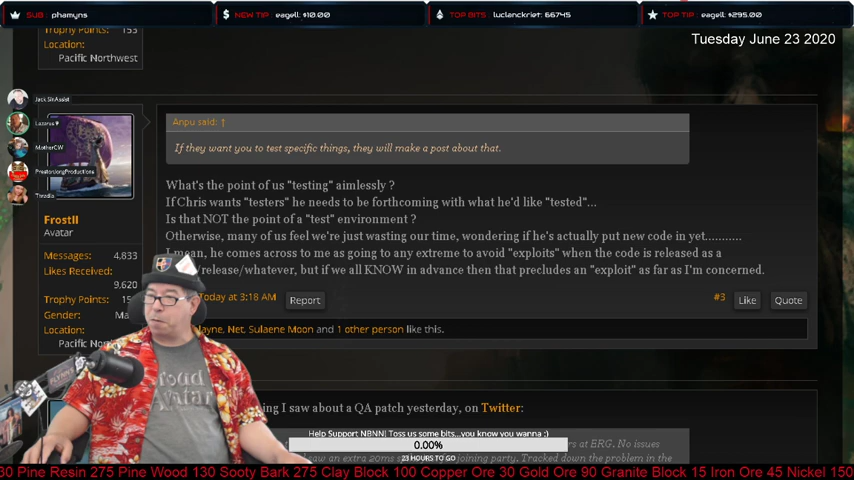 SUB: phamyns
NEW TIP: eagell: $10.00
TOP BITS: luclanckriet: 66745
TOP TIP: eagell: $295.00
Tuesday June 23 2020
Trophy Points: 153
Location:
Pacific Northwest
Jack.SirAssist
Lazarus
MotherCW
PrestonJongProductions
Thredis
FrostII
Avatar
Messages: 4,833
Likes Received:
9,620
Trophy Points: 15
Gender: Ma
Location:
Pacific Nor
Anpu said: ↑
If they want you to test specific things, they will make a post about that.
What's the point of us "testing" aimlessly ?
If Chris wants "testers" he needs to be forthcoming with what he'd like "tested"...
Is that NOT the point of a "test" environment ?
Otherwise, many of us feel we're just wasting our time, wondering if he's actually put new code in yet...........
I mean, he comes across to me as going to any extreme to avoid "exploits" when the code is released as a
/release/whatever, but if we all KNOW in advance then that precludes an "exploit" as far as I'm concerned.
Today at 3:18 AM
Report
#3
Like
Quote
ayne, Net, Sulaene Moon and 1 other person like this.
ing I saw about a QA patch yesterday, on Twitter:
Help Support NBNN! Toss us some bits...you know you wanna ;)
0.00%
23 HOURS TO GO
rs at ERG. No issues
saw an extra 20ms
joining party. Tracked down the problem in the
30 Pine Resin 275 Pine Wood 130 Sooty Bark 275 Clay Block 100 Copper Ore 30 Gold Ore 90 Granite Block 15 Iron Ore 45 Nickel 150